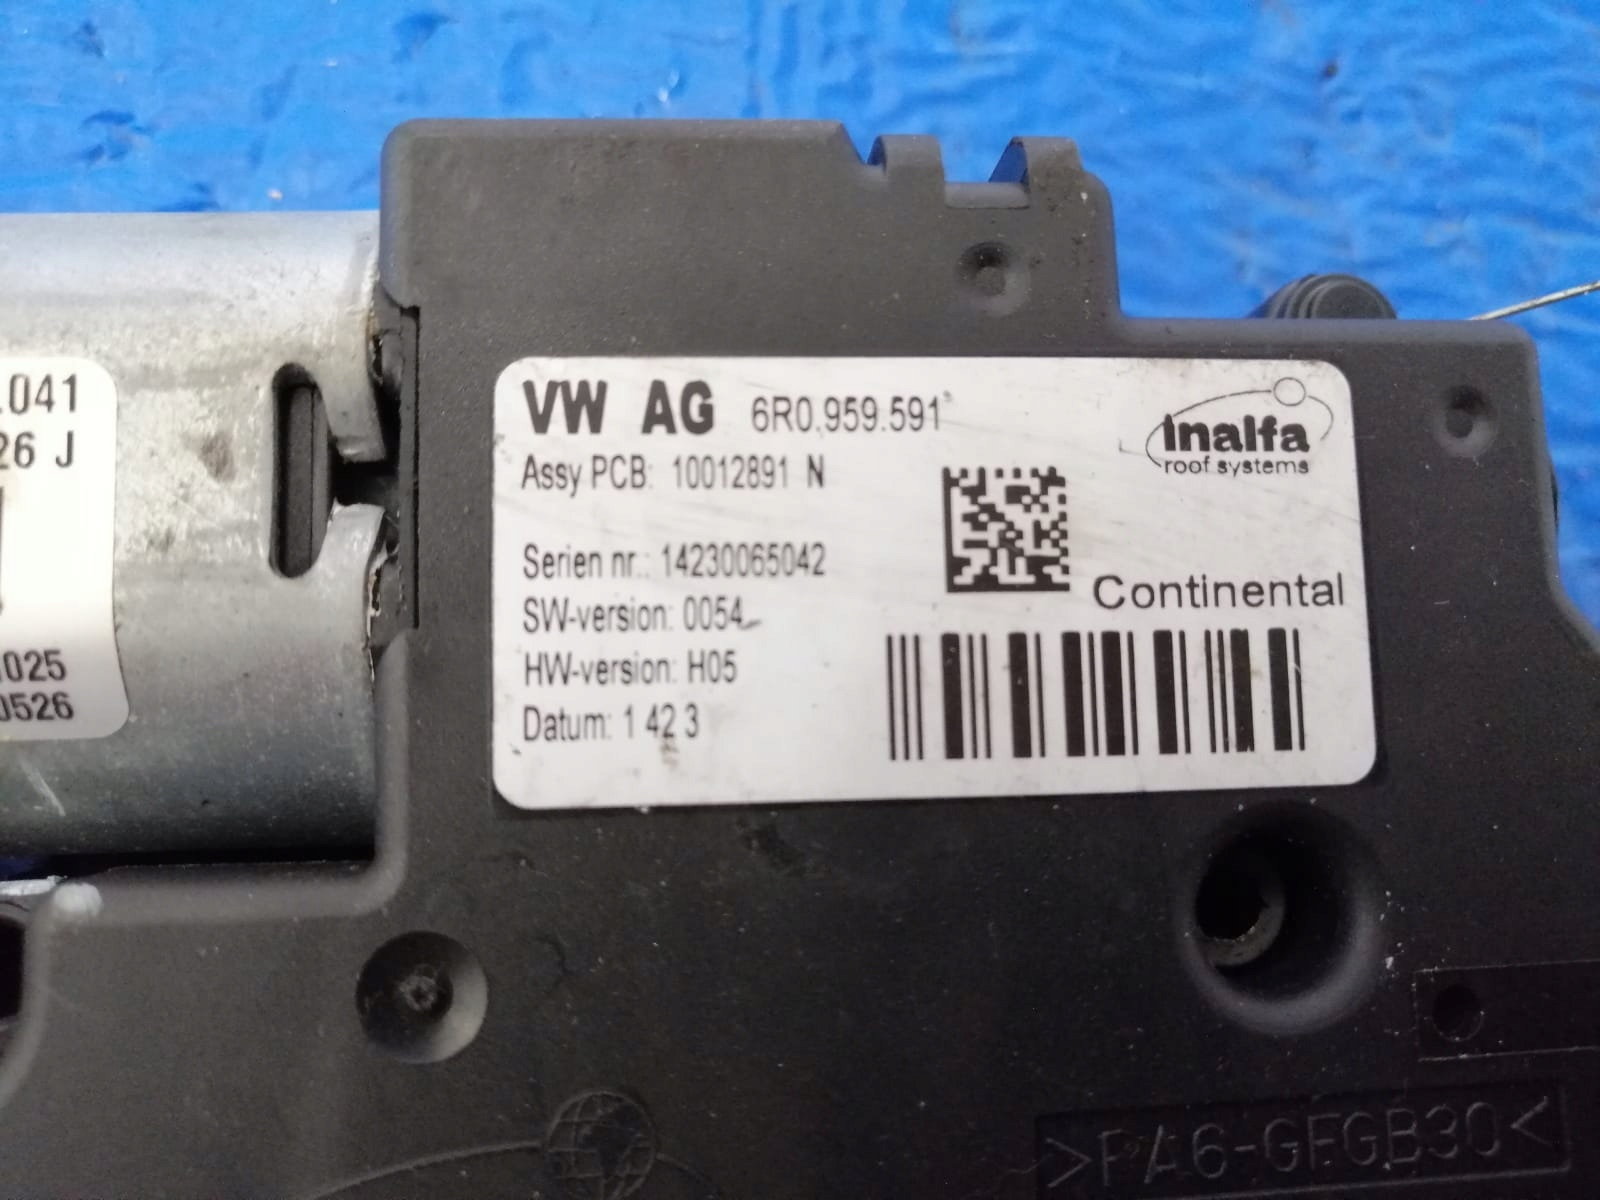 .041
26 J
025
0526
VW AG 6R0.959.591
Assy PCB: 10012891 N
Serien nr.: 14230065042
SW-version: 0054
HW-version: H05
Datum: 1 42 3
Inalfa
roof systems
Continental
>PA6-GFGB30<